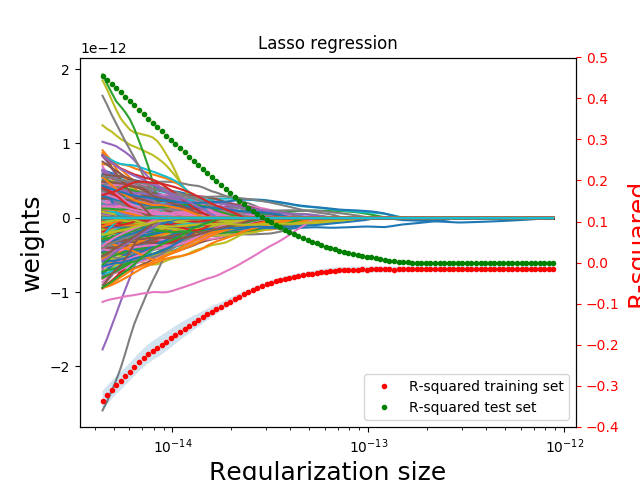 Lasso regression
1e−12
2
1
0
−1
−2
weights
0.5
0.4
0.3
0.2
0.1
0.0
−0.1
−0.2
−0.3
−0.4
R-squared
R-squared training set
R-squared test set
10⁻¹⁴
10⁻¹³
10⁻¹²
Regularization size